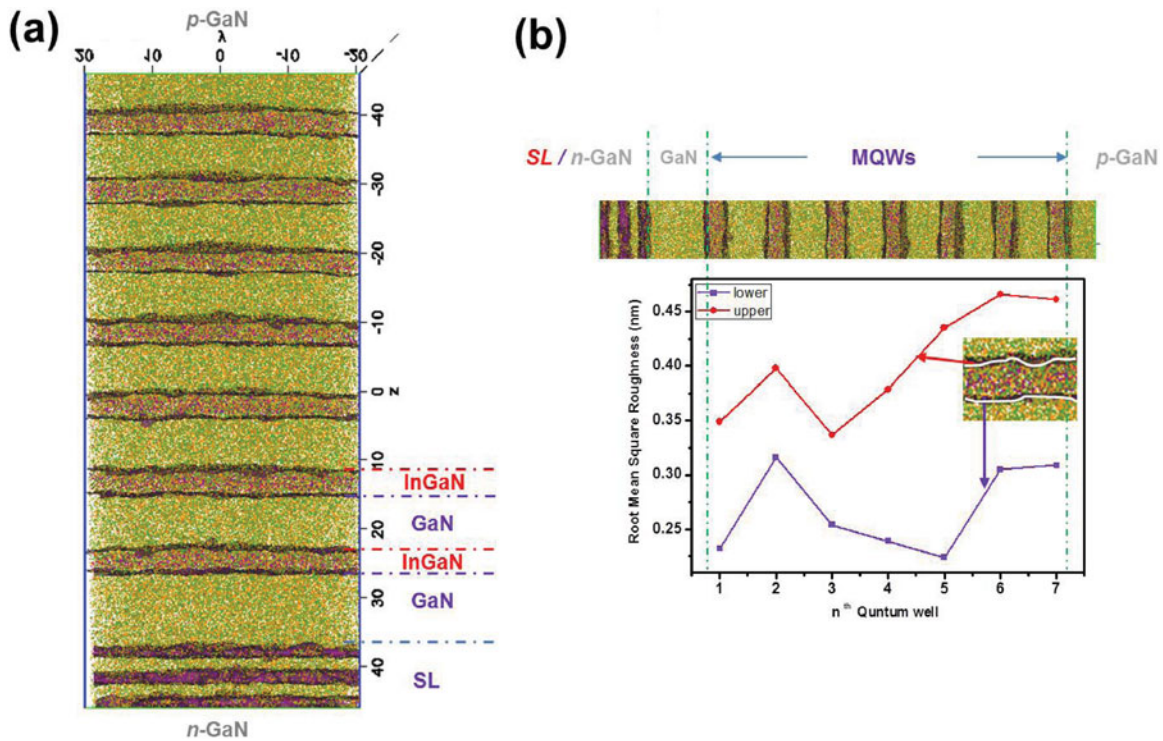 (a)
p-GaN
λ
20 10 0 -10 -20
-40
-30
-20
-10
0
z
10
20
30
40
InGaN
GaN
InGaN
GaN
SL
n-GaN
(b)
SL / n-GaN GaN MQWs p-GaN
lower
upper
Root Mean Square Roughness (nm)
0.45
0.40
0.35
0.30
0.25
1 2 3 4 5 6 7
n th Quntum well